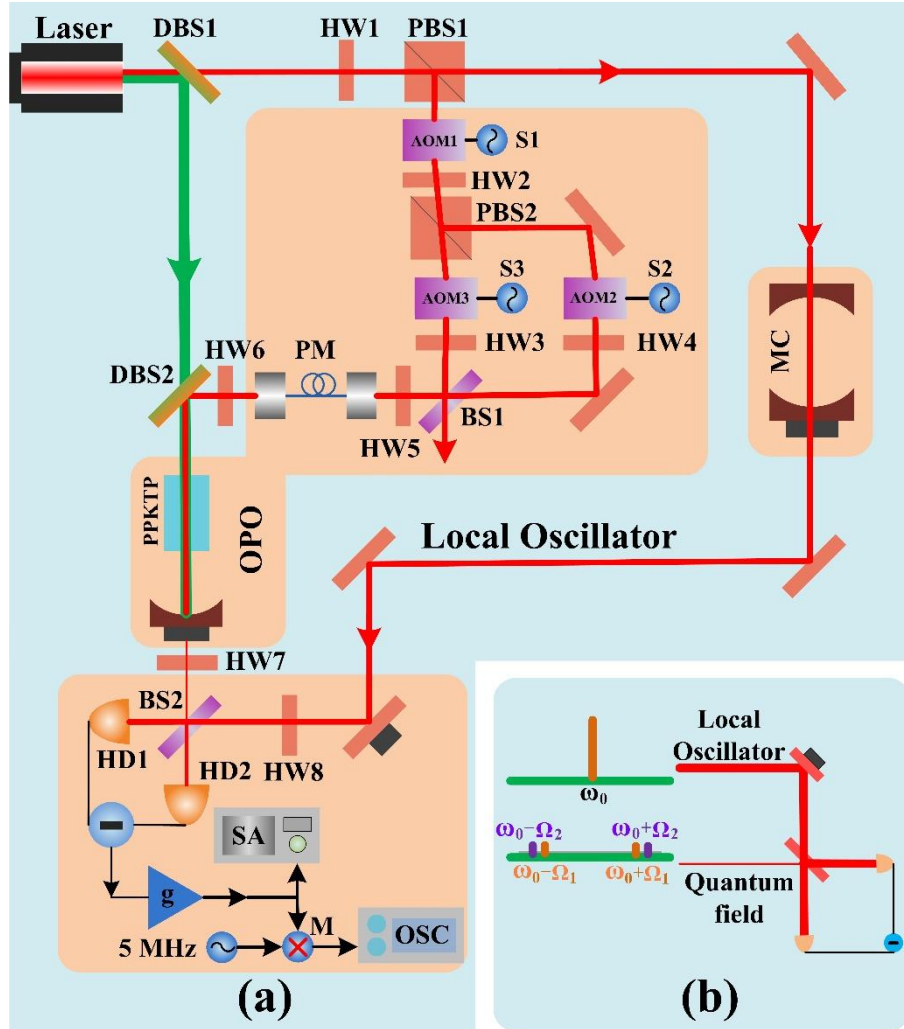 Laser
DBS1
HW1
PBS1
AOM1
S1
HW2
PBS2
S3
S2
AOM3
AOM2
HW3
HW4
HW6
PM
DBS2
HW5
BS1
MC
PPKTP
OPO
Local Oscillator
HW7
BS2
HD1
HD2
HW8
SA
g
5 MHz
M
OSC
(a)
Local
Oscillator
ω₀
ω₀−Ω₂
ω₀+Ω₂
ω₀−Ω₁
ω₀+Ω₁
Quantum
field
(b)